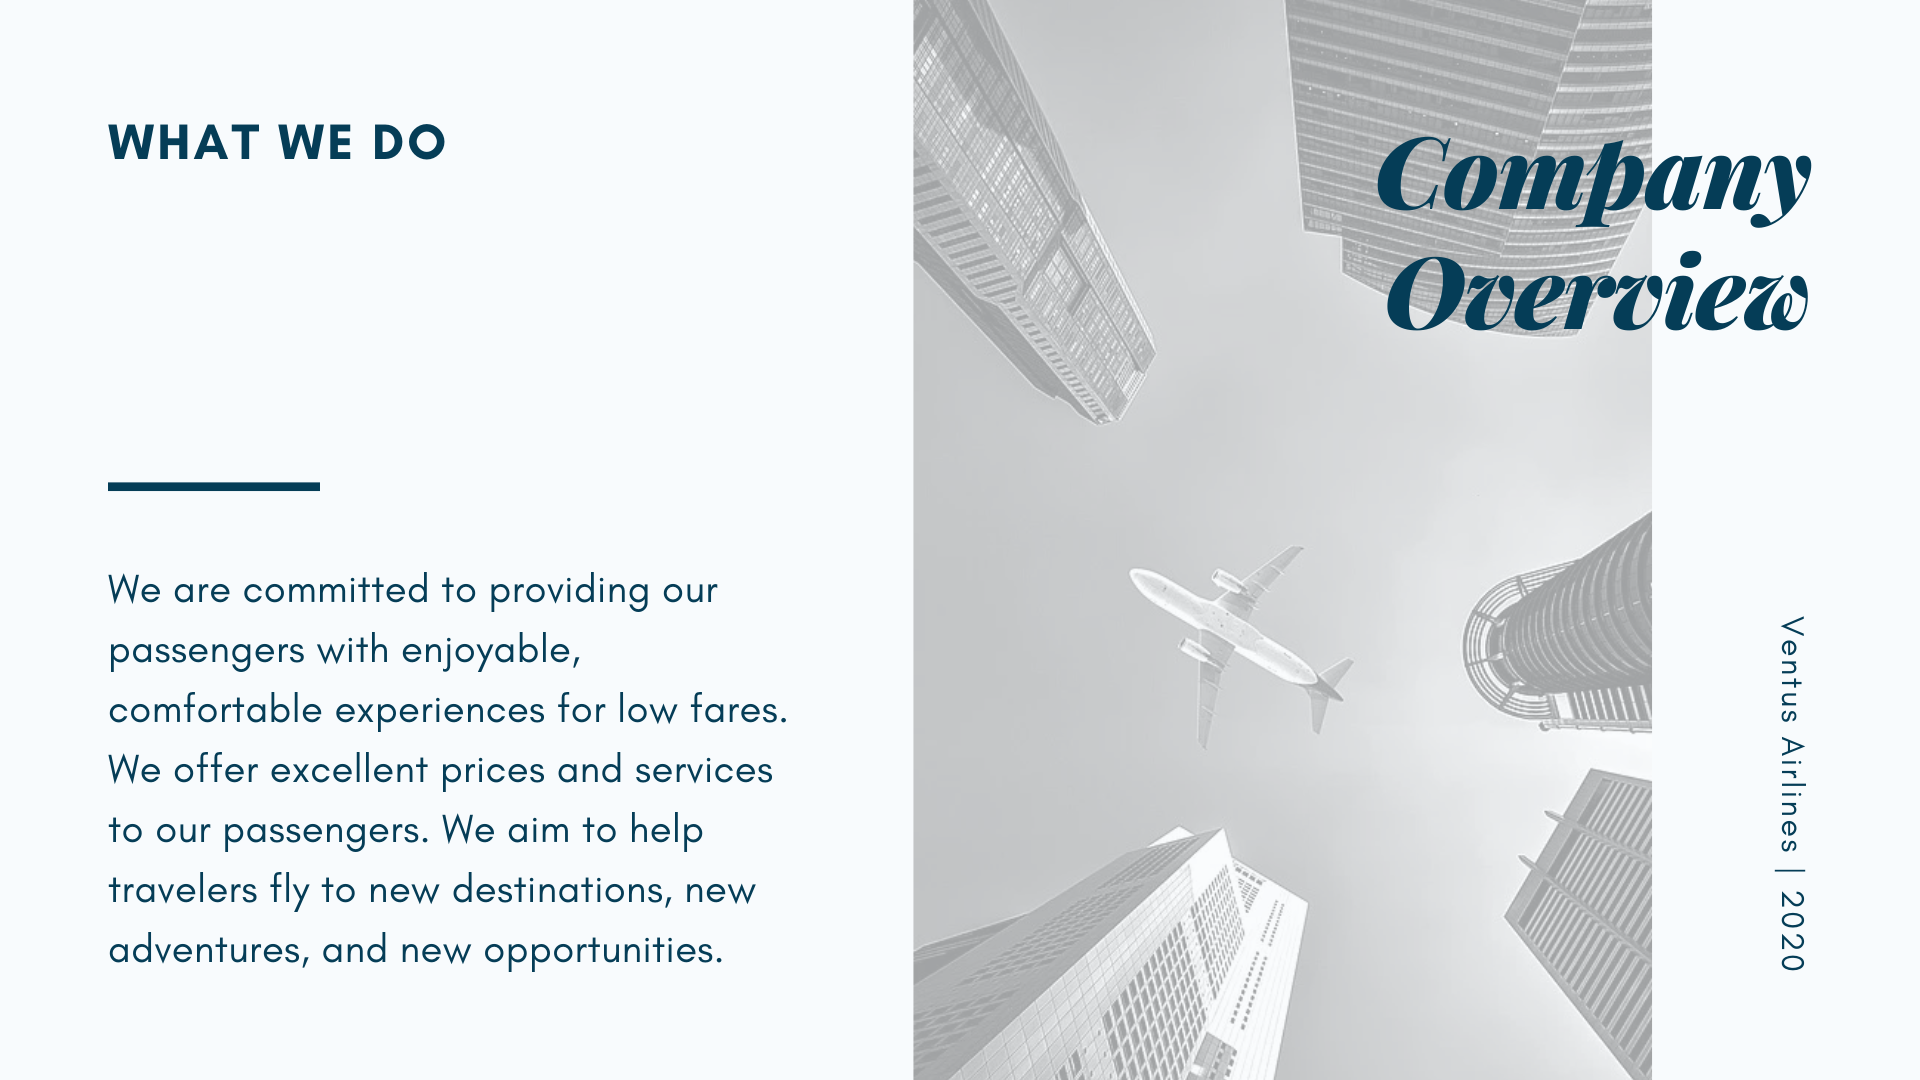 WHAT WE DO
We are committed to providing our
passengers with enjoyable,
comfortable experiences for low fares.
We offer excellent prices and services
to our passengers. We aim to help
travelers fly to new destinations, new
adventures, and new opportunities.
Company
Overview
Ventus Airlines | 2020